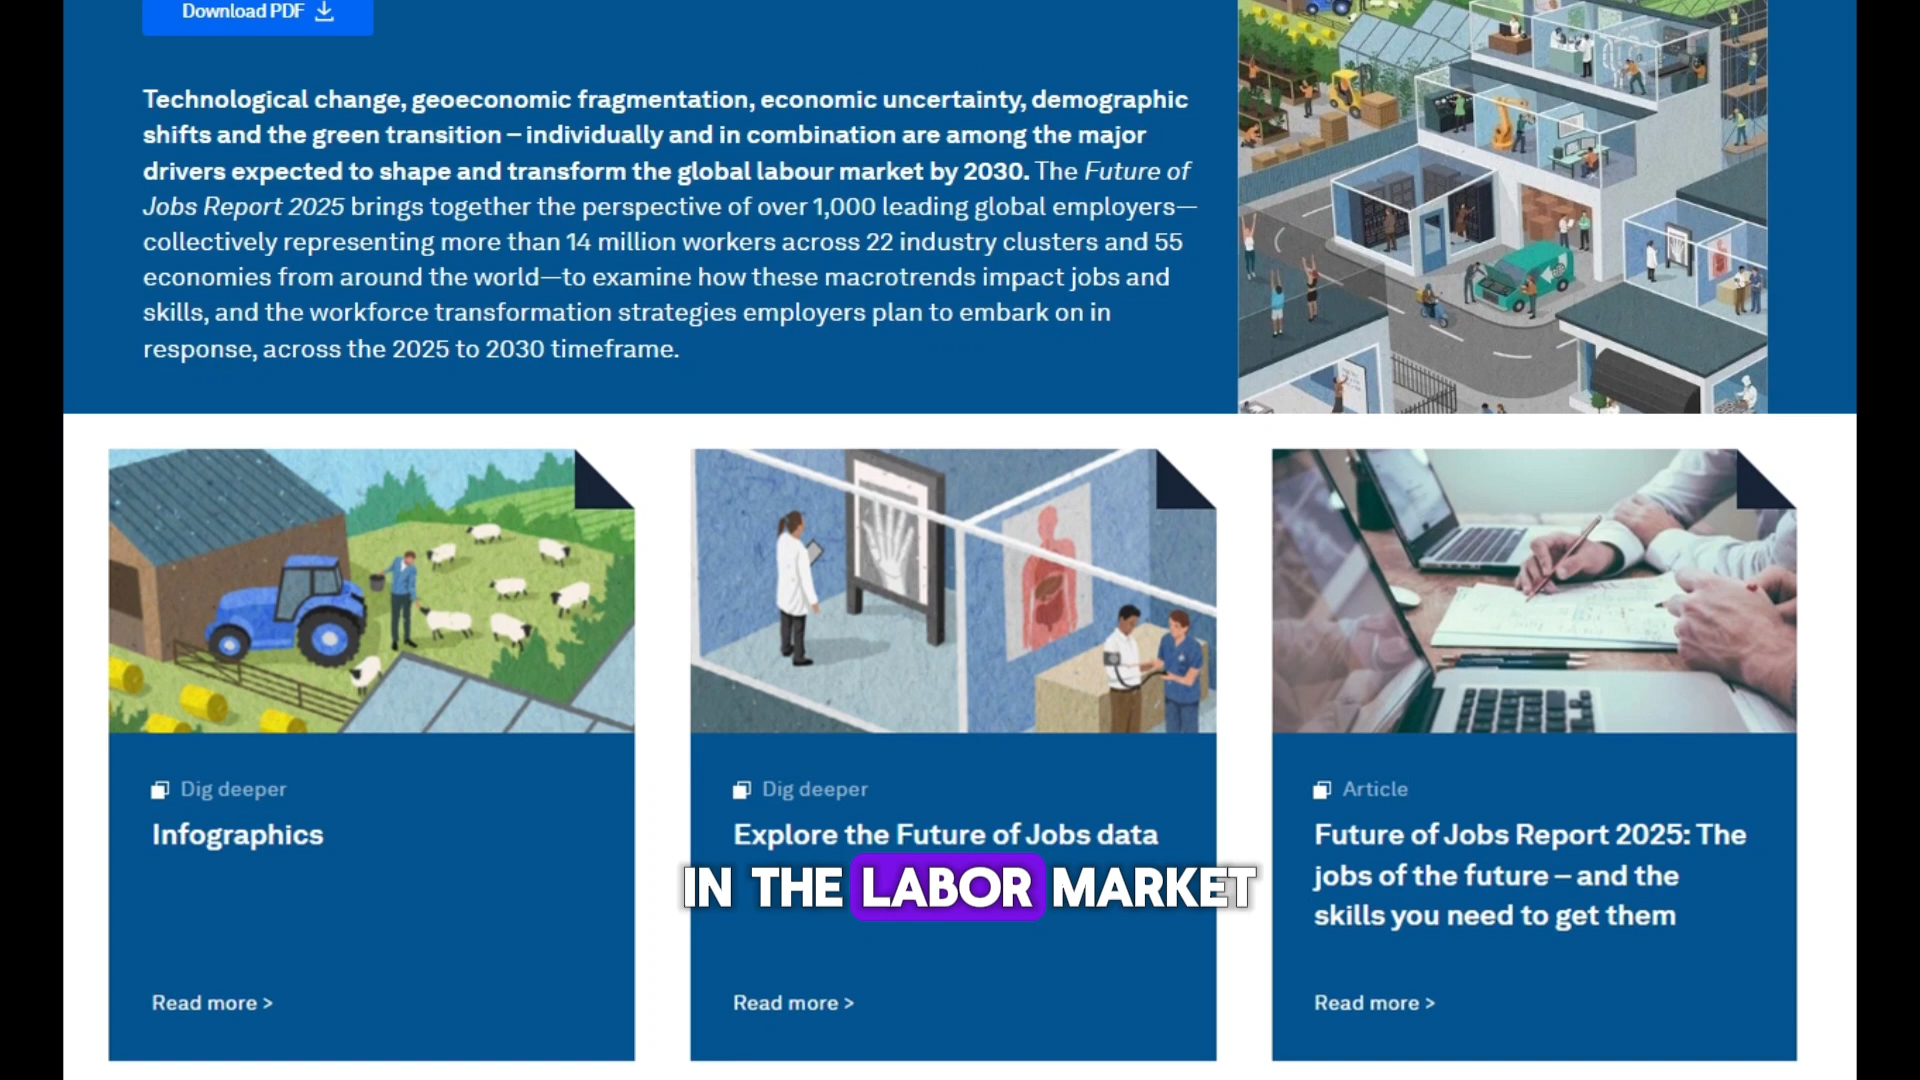 Download PDF
Technological change, geoeconomic fragmentation, economic uncertainty, demographic
shifts and the green transition – individually and in combination are among the major
drivers expected to shape and transform the global labour market by 2030. The Future of
Jobs Report 2025 brings together the perspective of over 1,000 leading global employers—
collectively representing more than 14 million workers across 22 industry clusters and 55
economies from around the world—to examine how these macrotrends impact jobs and
skills, and the workforce transformation strategies employers plan to embark on in
response, across the 2025 to 2030 timeframe.
Dig deeper
Infographics
Read more >
Dig deeper
Explore the Future of Jobs data
IN THE LABOR MARKET
Read more >
Article
Future of Jobs Report 2025: The
jobs of the future – and the
skills you need to get them
Read more >